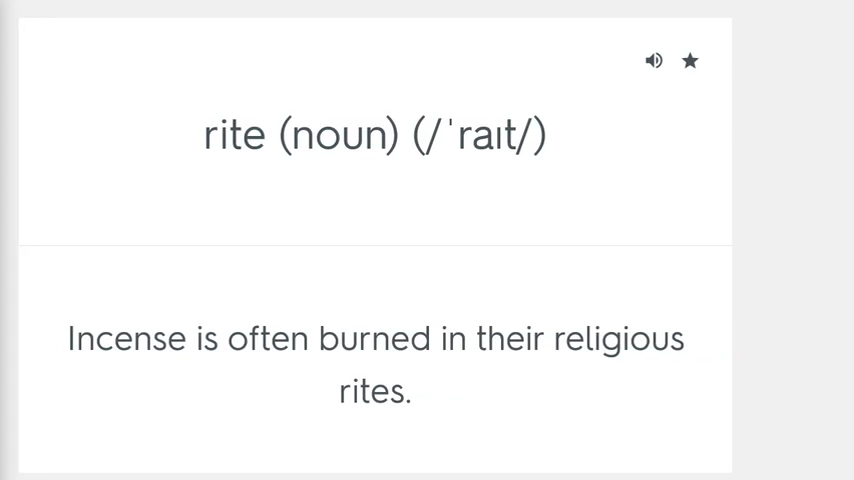 rite (noun) (/ˈraɪt/)
Incense is often burned in their religious
rites.